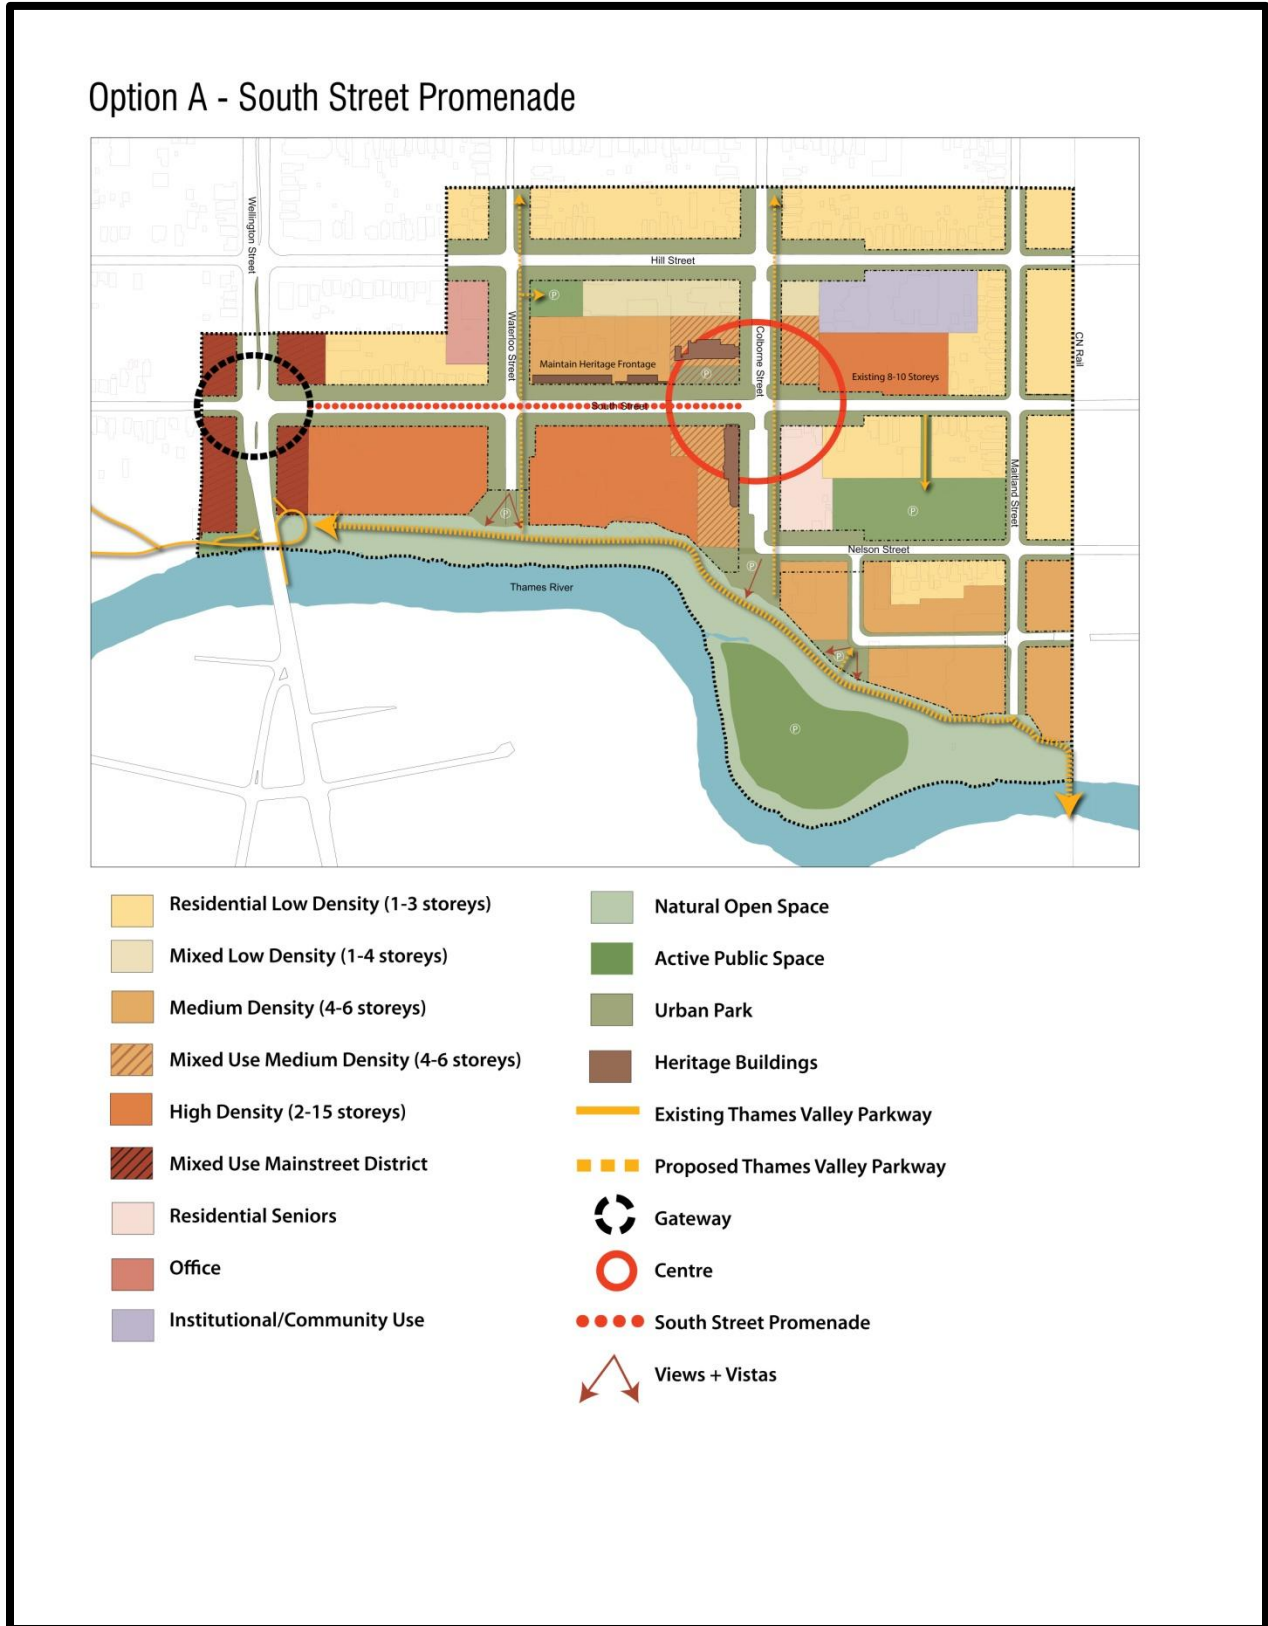 Option A - South Street Promenade
Wellington Street
Hill Street
Waterloo Street
Colborne Street
CN Rail
Maintain Heritage Frontage
Existing 8-10 Storeys
South Street
Maitland Street
Nelson Street
Thames River
P
P
P
P
P
P
P
Residential Low Density (1-3 storeys)
Mixed Low Density (1-4 storeys)
Medium Density (4-6 storeys)
Mixed Use Medium Density (4-6 storeys)
High Density (2-15 storeys)
Mixed Use Mainstreet District
Residential Seniors
Office
Institutional/Community Use
Natural Open Space
Active Public Space
Urban Park
Heritage Buildings
Existing Thames Valley Parkway
Proposed Thames Valley Parkway
Gateway
Centre
South Street Promenade
Views + Vistas